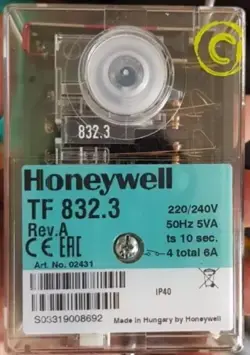 C
832.3
Honeywell
TF 832.3
Rev.A
220/240V
50Hz 5VA
ts 10 sec.
4 total 6A
CE EAC
Art. No. 02431
IP40
S03319008692
Made in Hungary by Honeywell